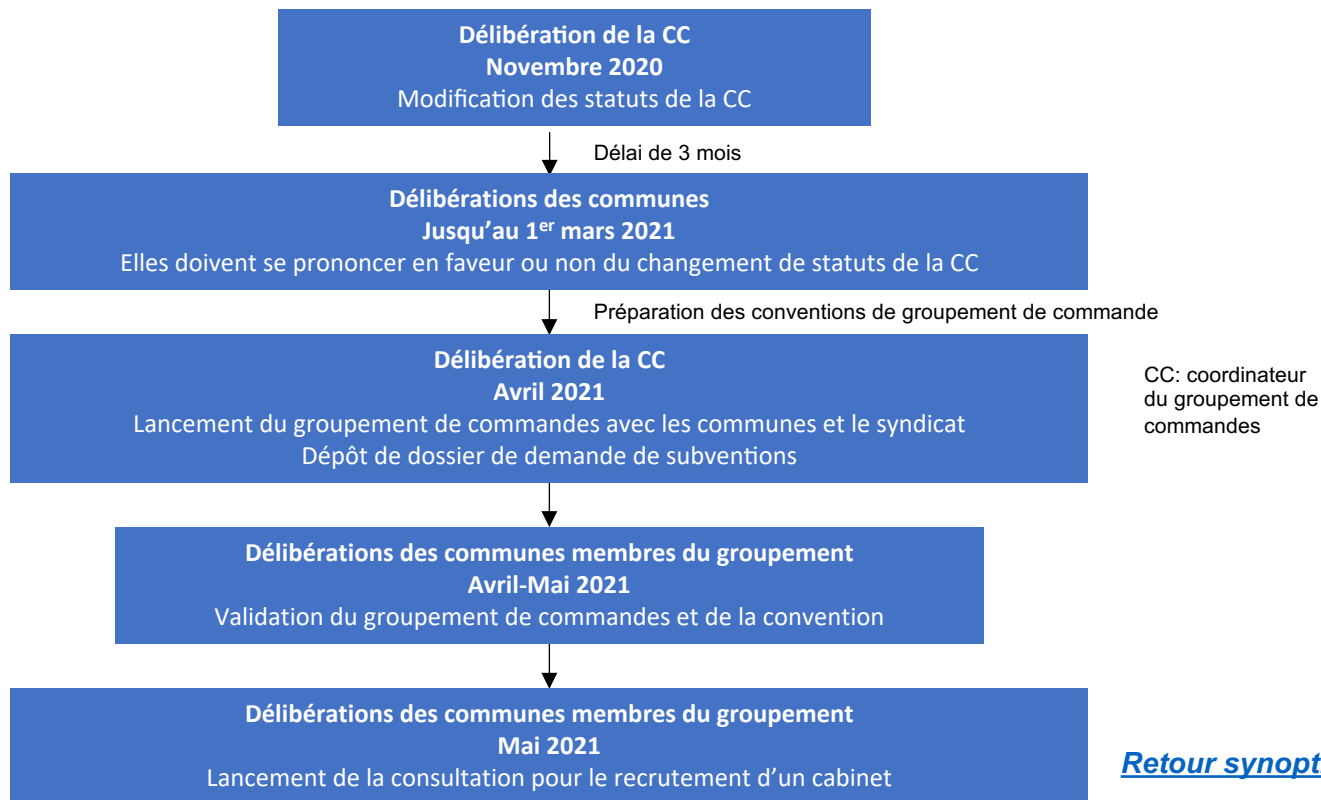 Délibération de la CC
Novembre 2020
Modification des statuts de la CC
Délai de 3 mois
Délibérations des communes
Jusqu'au 1er mars 2021
Elles doivent se prononcer en faveur ou non du changement de statuts de la CC
Préparation des conventions de groupement de commande
Délibération de la CC
Avril 2021
Lancement du groupement de commandes avec les communes et le syndicat
Dépôt de dossier de demande de subventions
CC: coordinateur
du groupement de
commandes
Délibérations des communes membres du groupement
Avril-Mai 2021
Validation du groupement de commandes et de la convention
Délibérations des communes membres du groupement
Mai 2021
Lancement de la consultation pour le recrutement d'un cabinet
Retour synopt